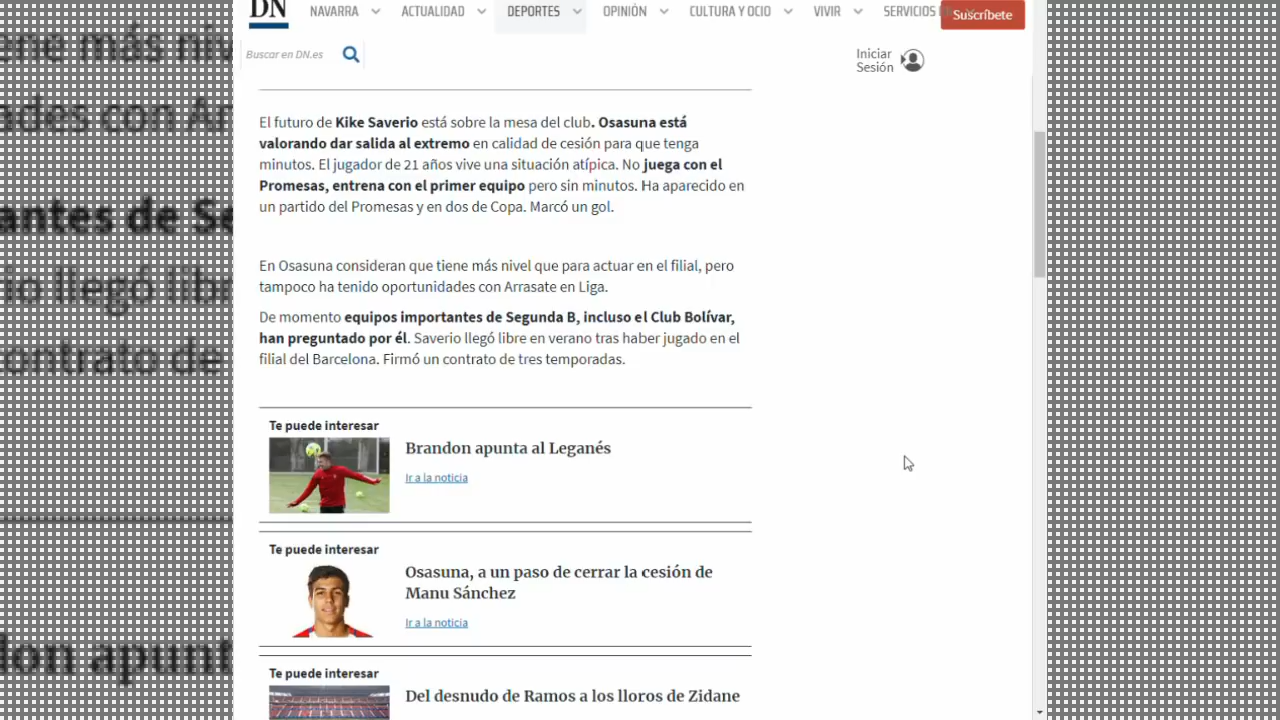 DN
NAVARRA
ACTUALIDAD
DEPORTES
OPINIÓN
CULTURA Y OCIO
VIVIR
SERVICIOS
Suscríbete
Buscar en DN.es
Iniciar
Sesión
El futuro de Kike Saverio está sobre la mesa del club. Osasuna está
valorando dar salida al extremo en calidad de cesión para que tenga
minutos. El jugador de 21 años vive una situación atípica. No juega con el
Promesas, entrena con el primer equipo pero sin minutos. Ha aparecido en
un partido del Promesas y en dos de Copa. Marcó un gol.
En Osasuna consideran que tiene más nivel que para actuar en el filial, pero
tampoco ha tenido oportunidades con Arrasate en Liga.
De momento equipos importantes de Segunda B, incluso el Club Bolívar,
han preguntado por él. Saverio llegó libre en verano tras haber jugado en el
filial del Barcelona. Firmó un contrato de tres temporadas.
Te puede interesar
Brandon apunta al Leganés
Ir a la noticia
Te puede interesar
Osasuna, a un paso de cerrar la cesión de
Manu Sánchez
Ir a la noticia
Te puede interesar
Del desnudo de Ramos a los lloros de Zidane